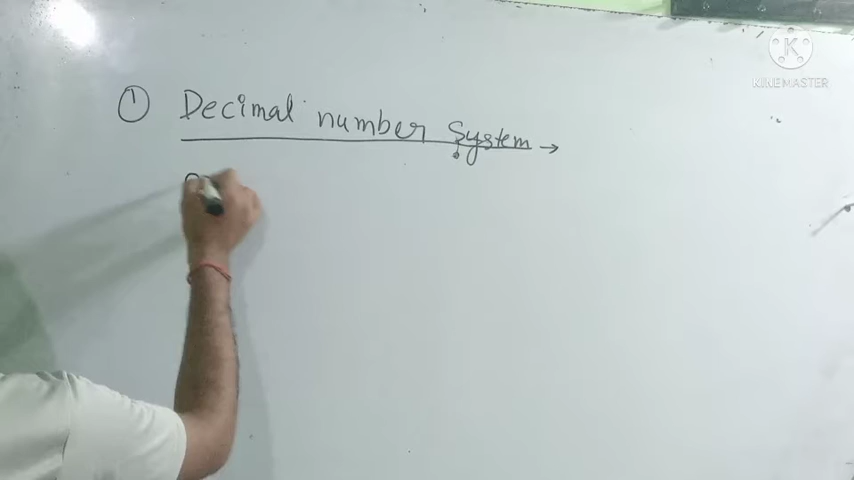 K
KINEMASTER
① Decimal number System →